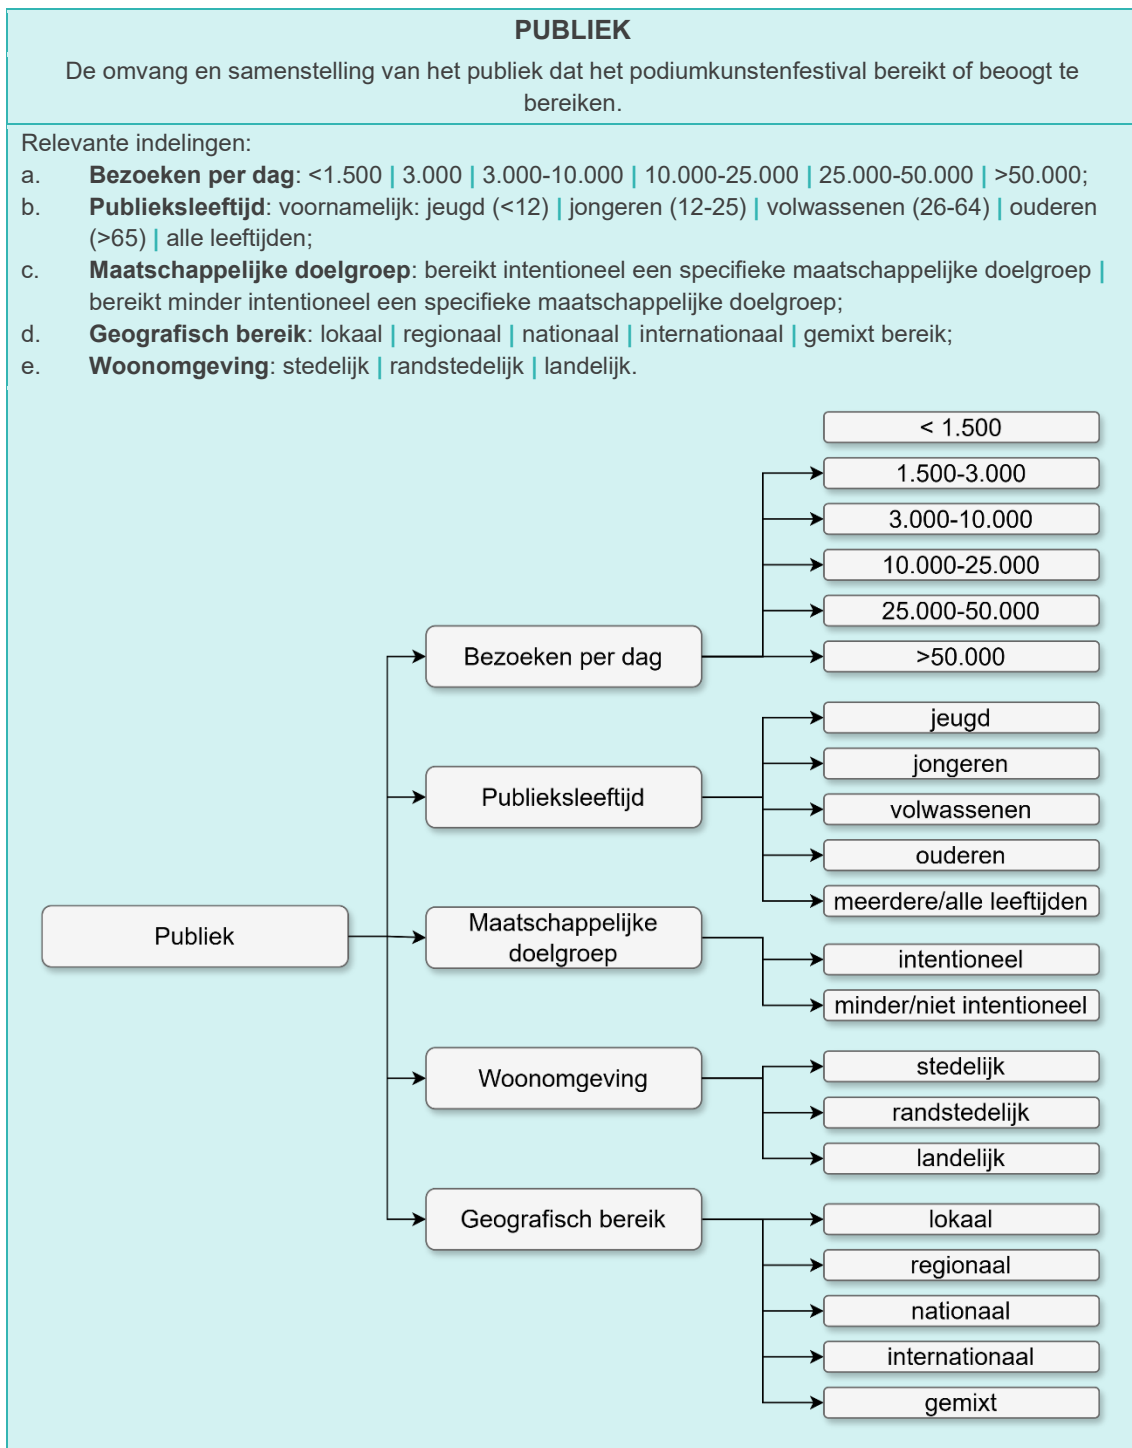 PUBLIEK
De omvang en samenstelling van het publiek dat het podiumkunstenfestival bereikt of beoogt te
bereiken.
Relevante indelingen:
a. Bezoeken per dag: <1.500 | 3.000 | 3.000-10.000 | 10.000-25.000 | 25.000-50.000 | >50.000;
b. Publieksleeftijd: voornamelijk: jeugd (<12) | jongeren (12-25) | volwassenen (26-64) | ouderen
(>65) | alle leeftijden;
c. Maatschappelijke doelgroep: bereikt intentioneel een specifieke maatschappelijke doelgroep |
bereikt minder intentioneel een specifieke maatschappelijke doelgroep;
d. Geografisch bereik: lokaal | regionaal | nationaal | internationaal | gemixt bereik;
e. Woonomgeving: stedelijk | randstedelijk | landelijk.
Publiek
Bezoeken per dag
< 1.500
1.500-3.000
3.000-10.000
10.000-25.000
25.000-50.000
>50.000
Publieksleeftijd
jeugd
jongeren
volwassenen
ouderen
meerdere/alle leeftijden
Maatschappelijke
doelgroep
intentioneel
minder/niet intentioneel
Woonomgeving
stedelijk
randstedelijk
landelijk
Geografisch bereik
lokaal
regionaal
nationaal
internationaal
gemixt